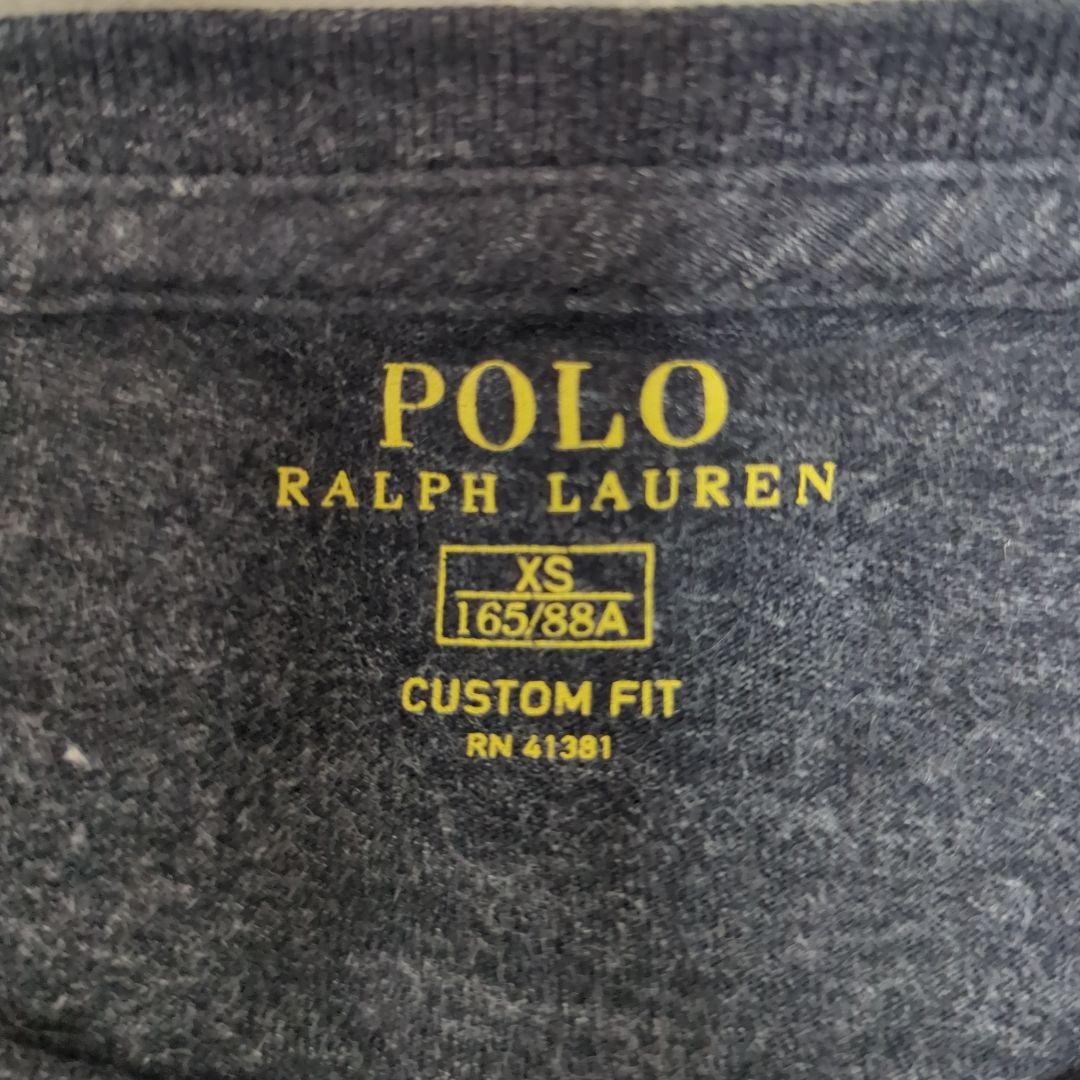 POLO
RALPH LAUREN
XS
165/88A
CUSTOM FIT
RN 41381